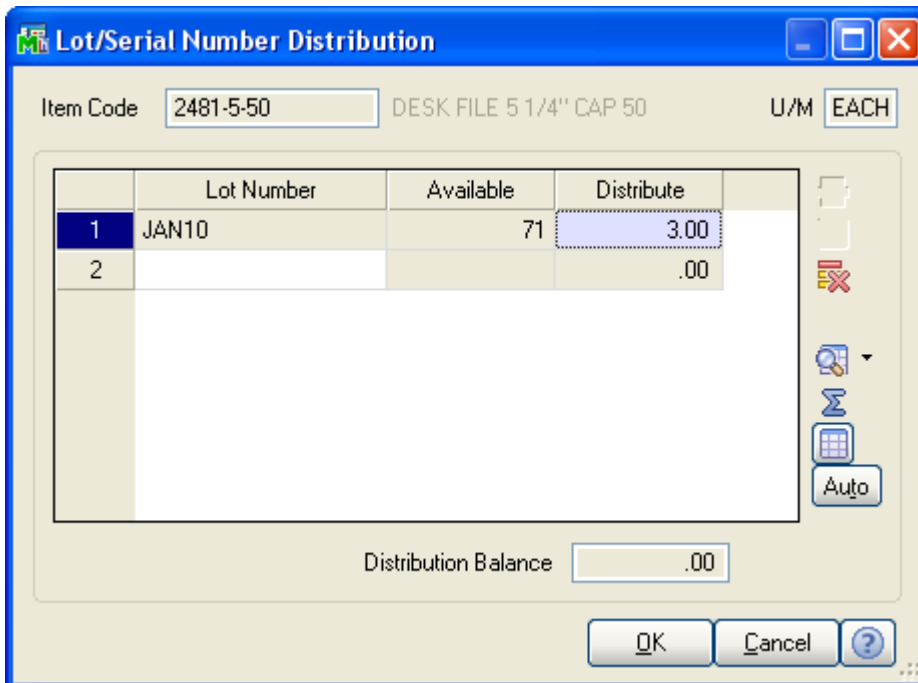 Lot/Serial Number Distribution
Item Code 2481-5-50 DESK FILE 5 1/4" CAP 50 U/M EACH
Lot Number Available Distribute
1 JAN10 71 3.00
2 .00
Auto
Distribution Balance .00
OK Cancel ?